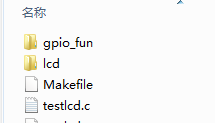 名称
gpio_fun
lcd
Makefile
testlcd.c